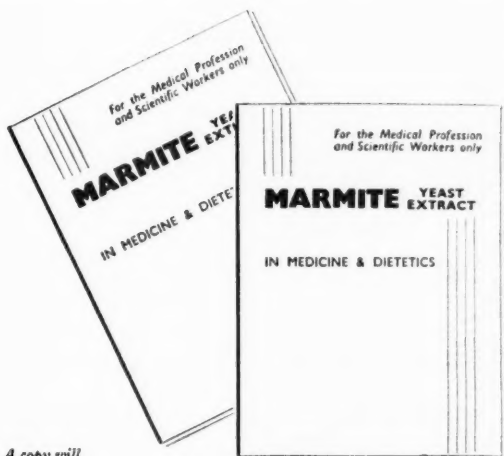 For the Medical Profession
and Scientific Workers only
MARMITE YEAST
EXTRACT
IN MEDICINE & DIETETICS
For the Medical Profession
and Scientific Workers only
MARMITE YEAST
EXTRACT
IN MEDICINE & DIETETICS
A copy will